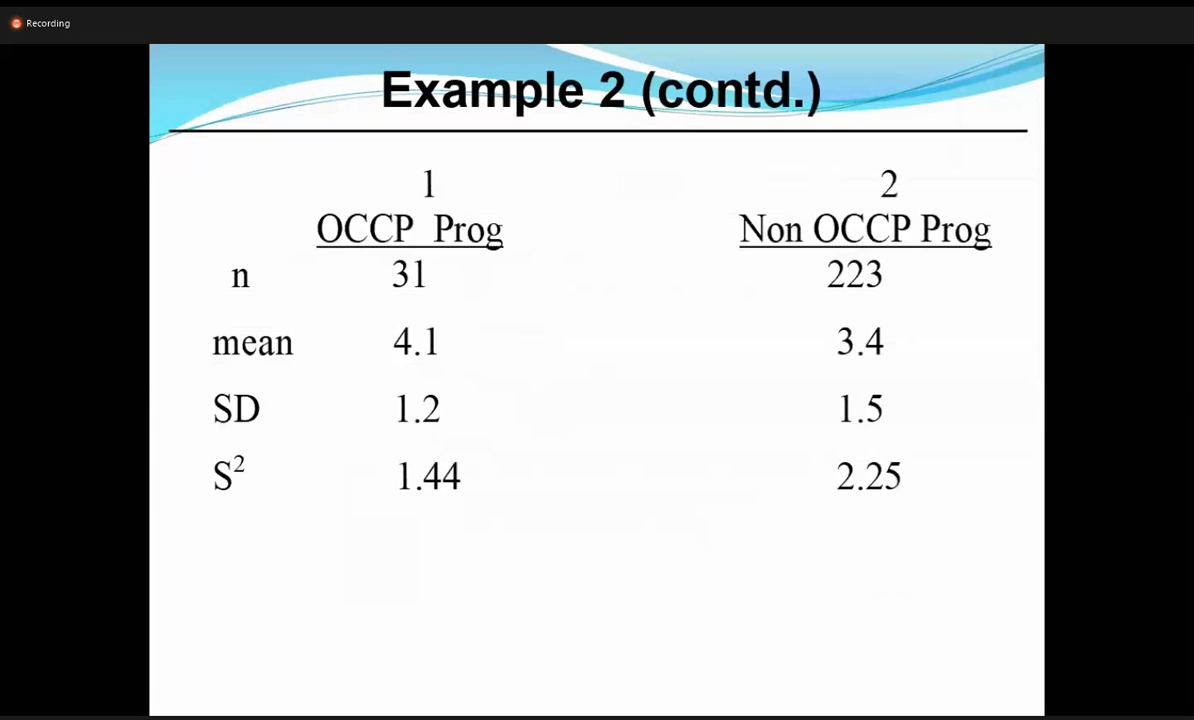 Recording
Example 2 (contd.)
1 2
OCCP Prog Non OCCP Prog
n 31 223
mean 4.1 3.4
SD 1.2 1.5
S² 1.44 2.25